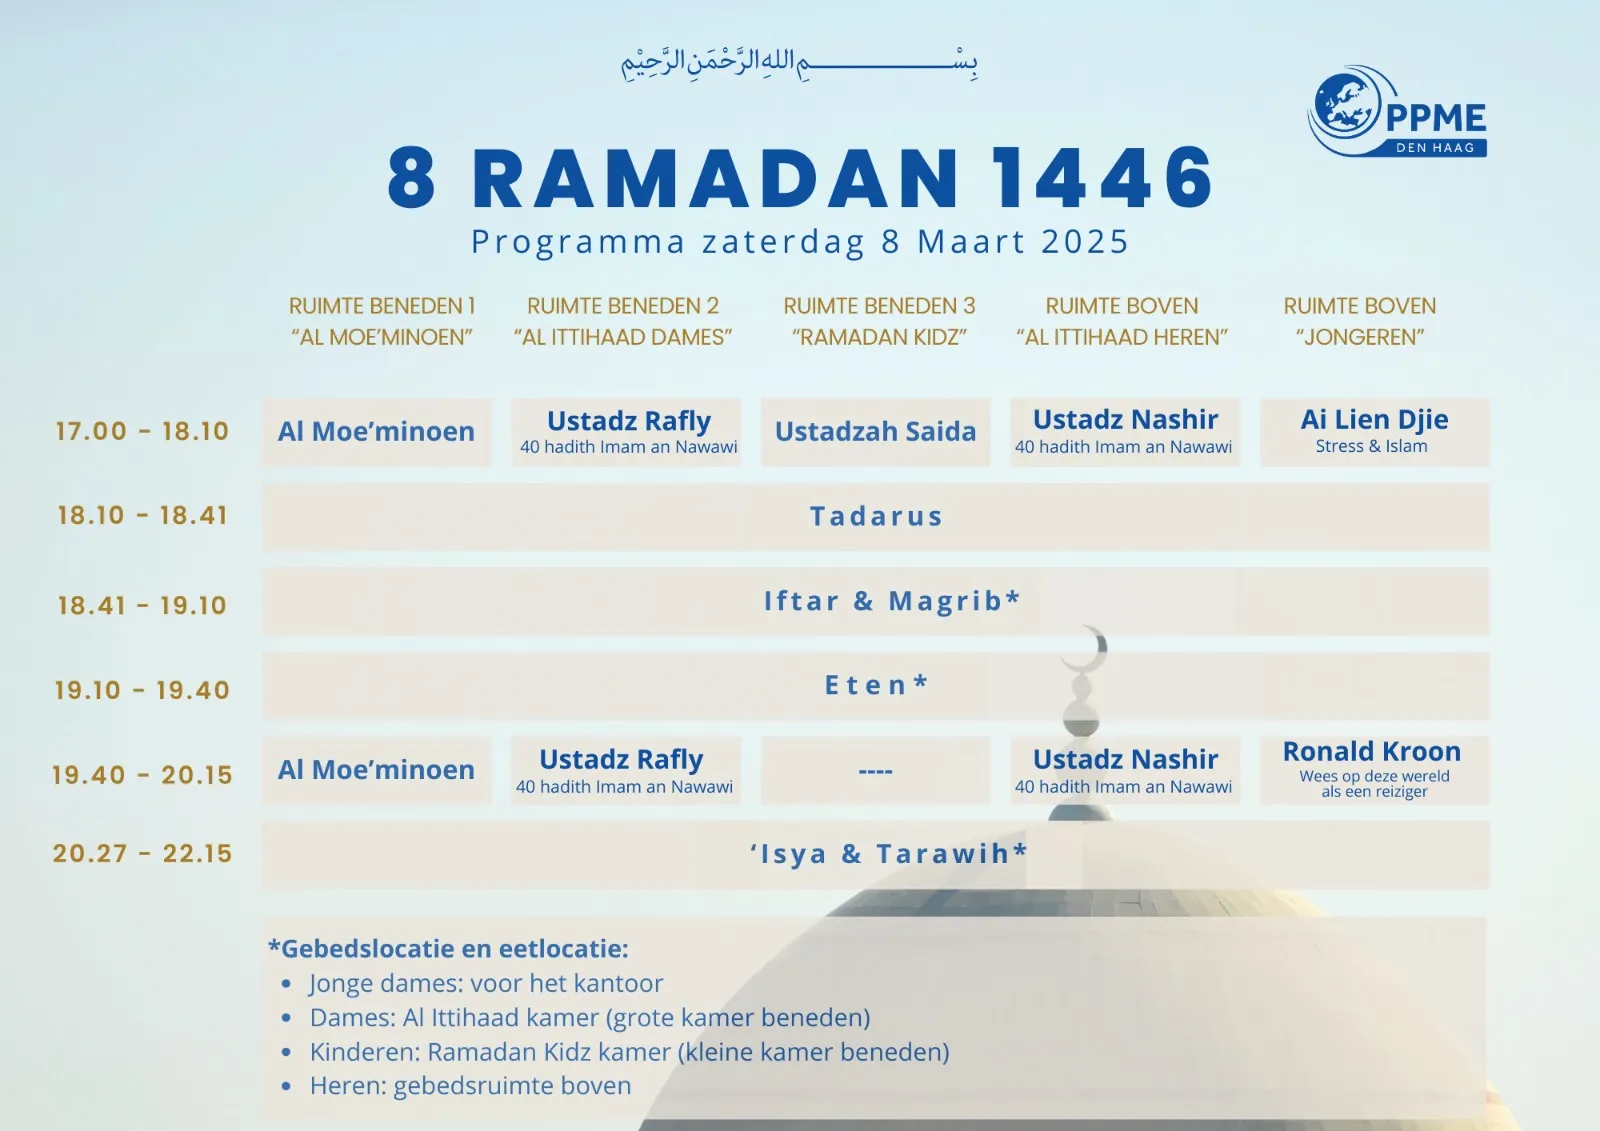 بِسْمِ اللهِ الرَّحْمَنِ الرَّحِيْمِ
PPME
DEN HAAG
8 RAMADAN 1446
Programma zaterdag 8 Maart 2025
RUIMTE BENEDEN 1
“AL MOE’MINOEN”
RUIMTE BENEDEN 2
“AL ITTIHAAD DAMES”
RUIMTE BENEDEN 3
“RAMADAN KIDZ”
RUIMTE BOVEN
“AL ITTIHAAD HEREN”
RUIMTE BOVEN
“JONGEREN”
17.00 - 18.10
Al Moe’minoen
Ustadz Rafly
40 hadith Imam an Nawawi
Ustadzah Saida
Ustadz Nashir
40 hadith Imam an Nawawi
Ai Lien Djie
Stress & Islam
18.10 - 18.41
Tadarus
18.41 - 19.10
Iftar & Magrib*
19.10 - 19.40
Eten*
19.40 - 20.15
Al Moe’minoen
Ustadz Rafly
40 hadith Imam an Nawawi
----
Ustadz Nashir
40 hadith Imam an Nawawi
Ronald Kroon
Wees op deze wereld
als een reiziger
20.27 - 22.15
‘Isya & Tarawih*
*Gebedslocatie en eetlocatie:
• Jonge dames: voor het kantoor
• Dames: Al Ittihaad kamer (grote kamer beneden)
• Kinderen: Ramadan Kidz kamer (kleine kamer beneden)
• Heren: gebedsruimte boven